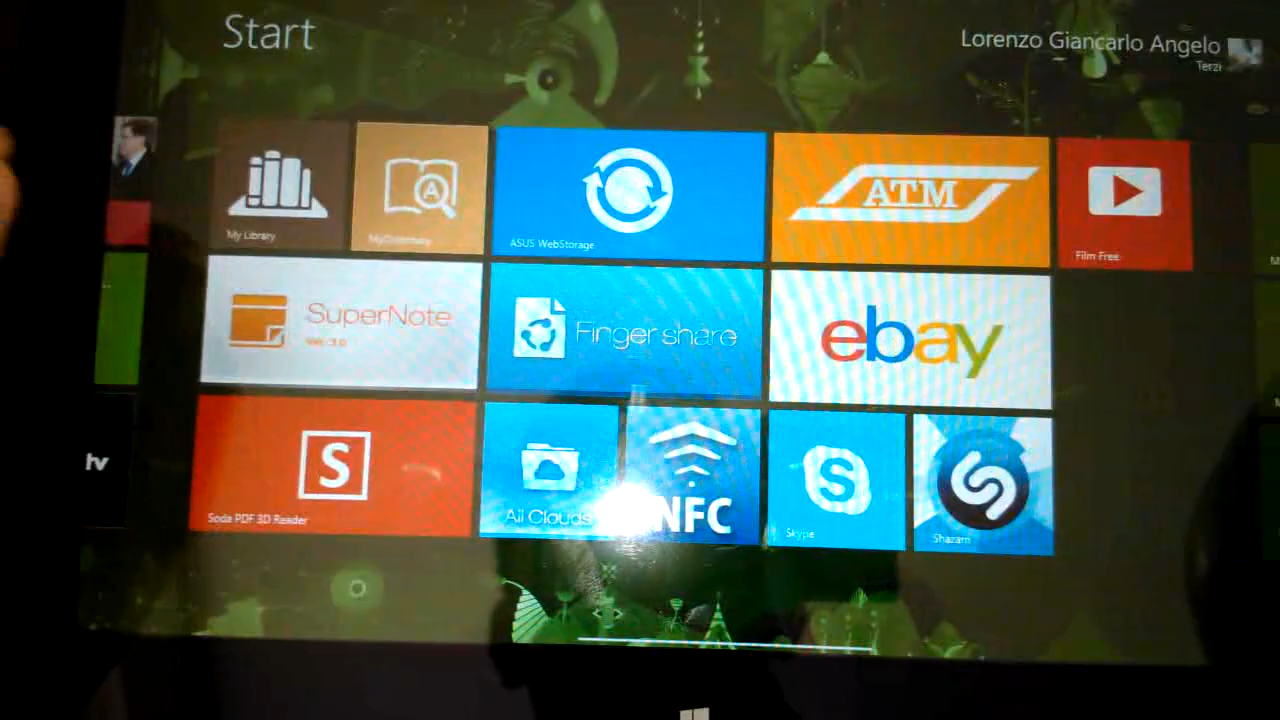 Start
Lorenzo Giancarlo Angelo
Terzi
My Library
A
MyDictionary
ASUS WebStorage
ATM
Film Free
SuperNote
Finger share
ebay
tv
S
Soda PDF 3D Reader
All Clouds
NFC
S
Skype
Shazam